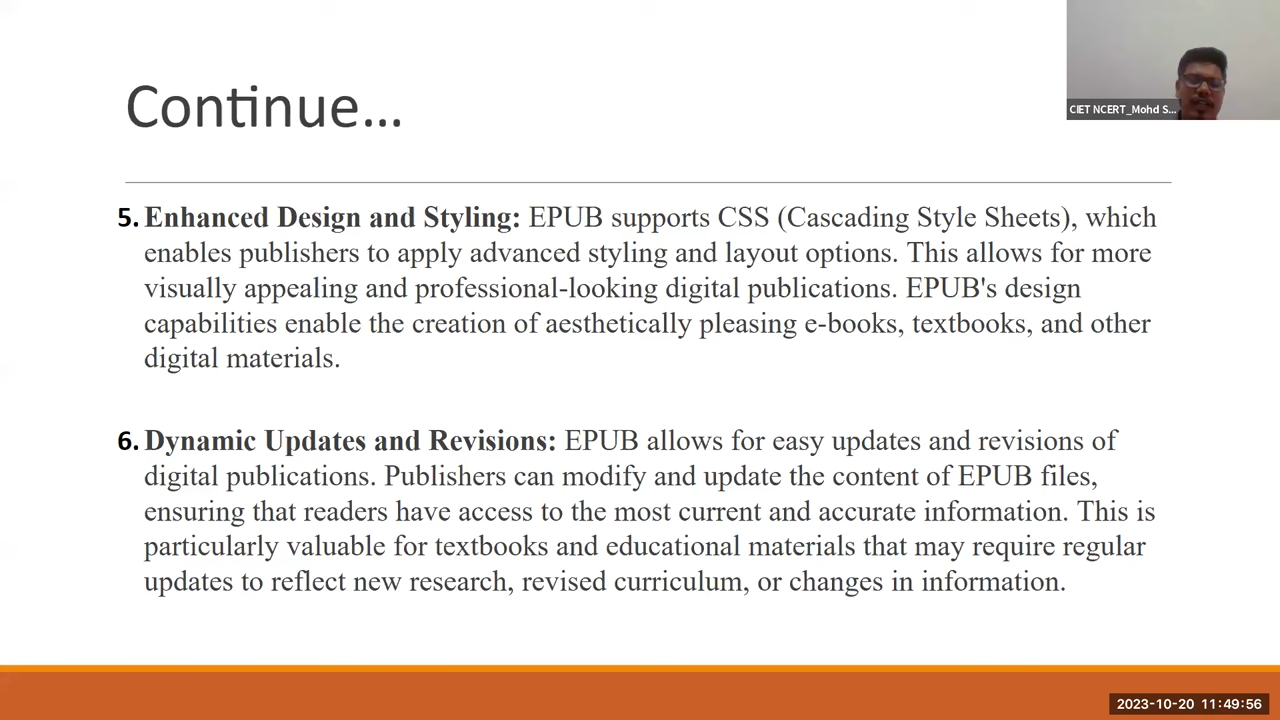 Continue...
CIET NCERT_Mohd S...
5. Enhanced Design and Styling: EPUB supports CSS (Cascading Style Sheets), which
enables publishers to apply advanced styling and layout options. This allows for more
visually appealing and professional-looking digital publications. EPUB's design
capabilities enable the creation of aesthetically pleasing e-books, textbooks, and other
digital materials.
6. Dynamic Updates and Revisions: EPUB allows for easy updates and revisions of
digital publications. Publishers can modify and update the content of EPUB files,
ensuring that readers have access to the most current and accurate information. This is
particularly valuable for textbooks and educational materials that may require regular
updates to reflect new research, revised curriculum, or changes in information.
2023-10-20 11:49:56